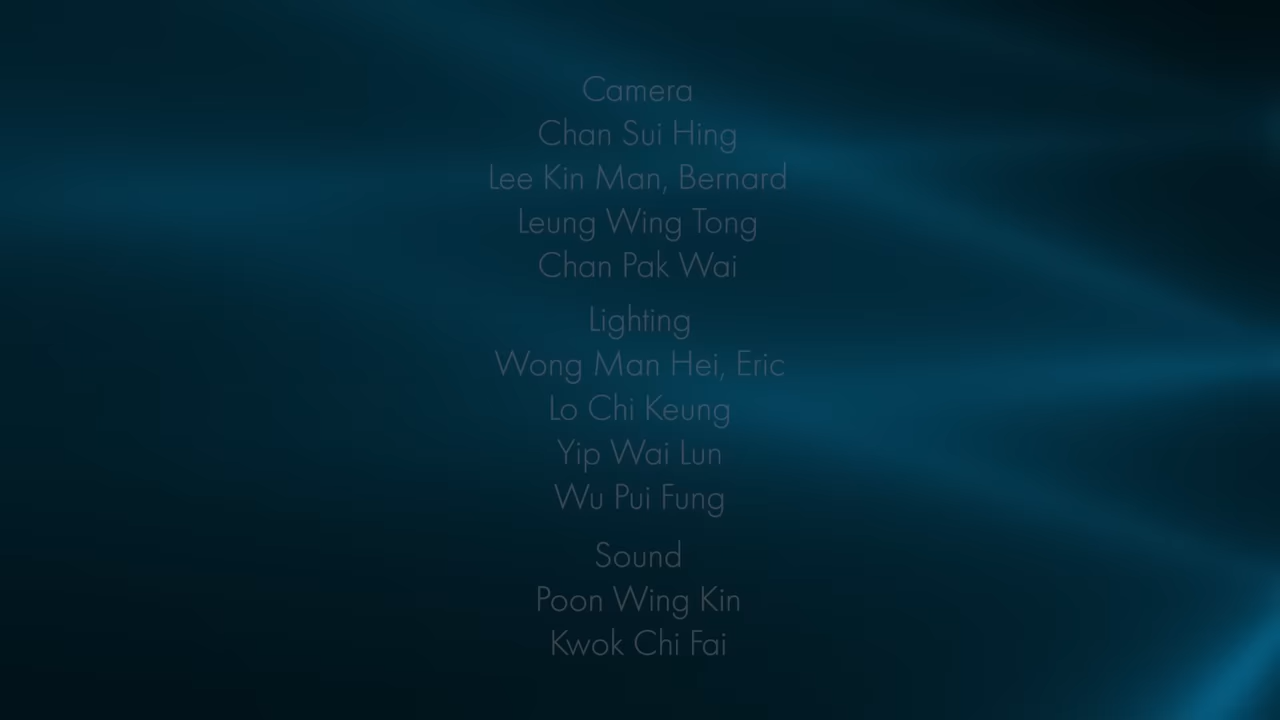 Camera
Chan Sui Hing
Lee Kin Man, Bernard
Leung Wing Tong
Chan Pak Wai
Lighting
Wong Man Hei, Eric
Lo Chi Keung
Yip Wai Lun
Wu Pui Fung
Sound
Poon Wing Kin
Kwok Chi Fai